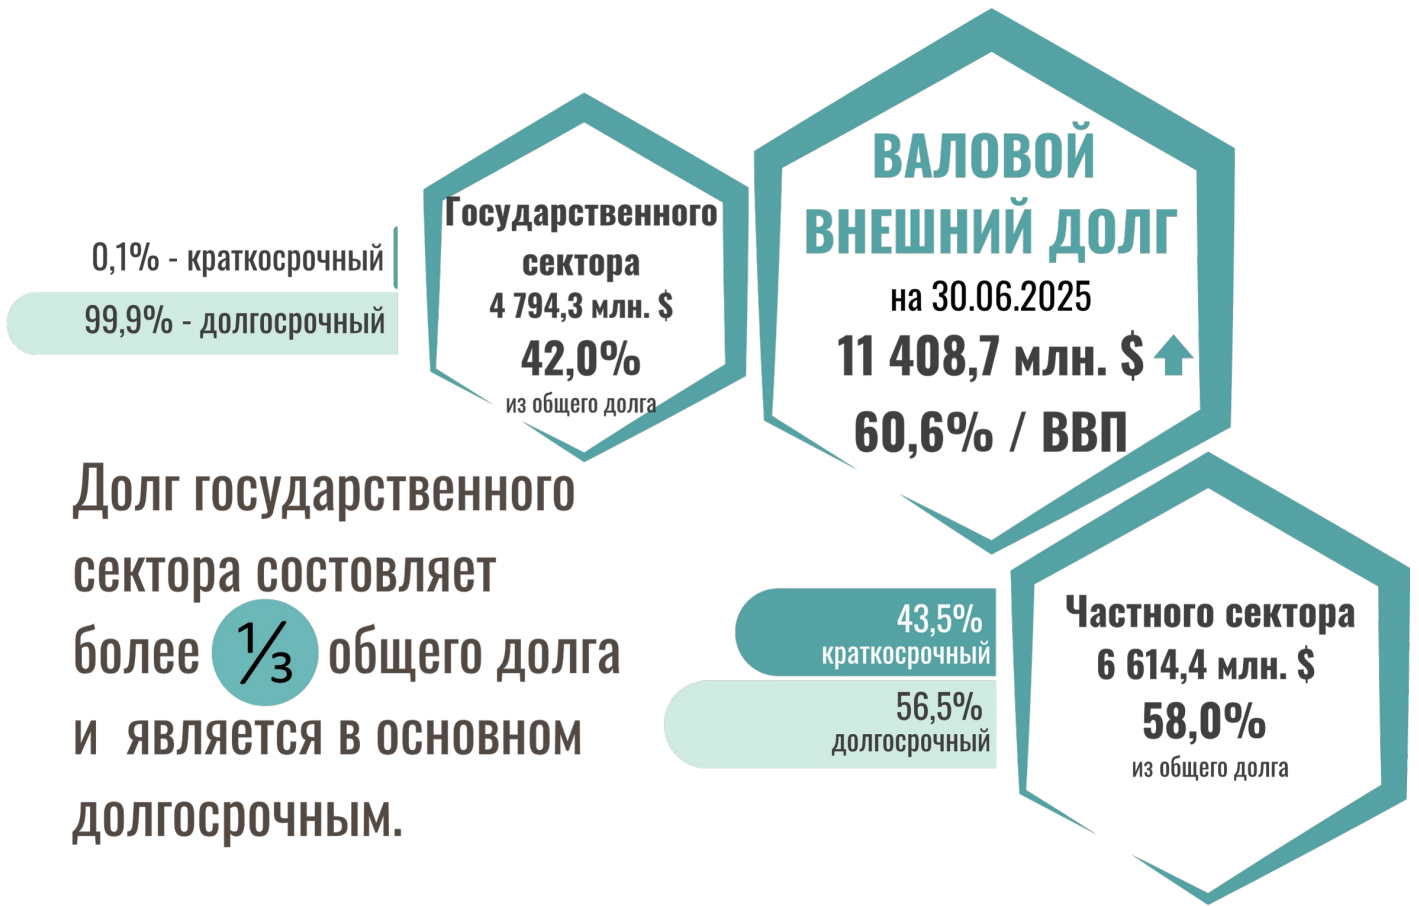 ВАЛОВОЙ
ВНЕШНИЙ ДОЛГ
на 30.06.2025
11 408,7 млн. $
60,6% / ВВП
Государственного
сектора
4 794,3 млн. $
42,0%
из общего долга
0,1% - краткосрочный
99,9% - долгосрочный
Долг государственного
сектора состовляет
более ⅓ общего долга
и является в основном
долгосрочным.
Частного сектора
6 614,4 млн. $
58,0%
из общего долга
43,5%
краткосрочный
56,5%
долгосрочный